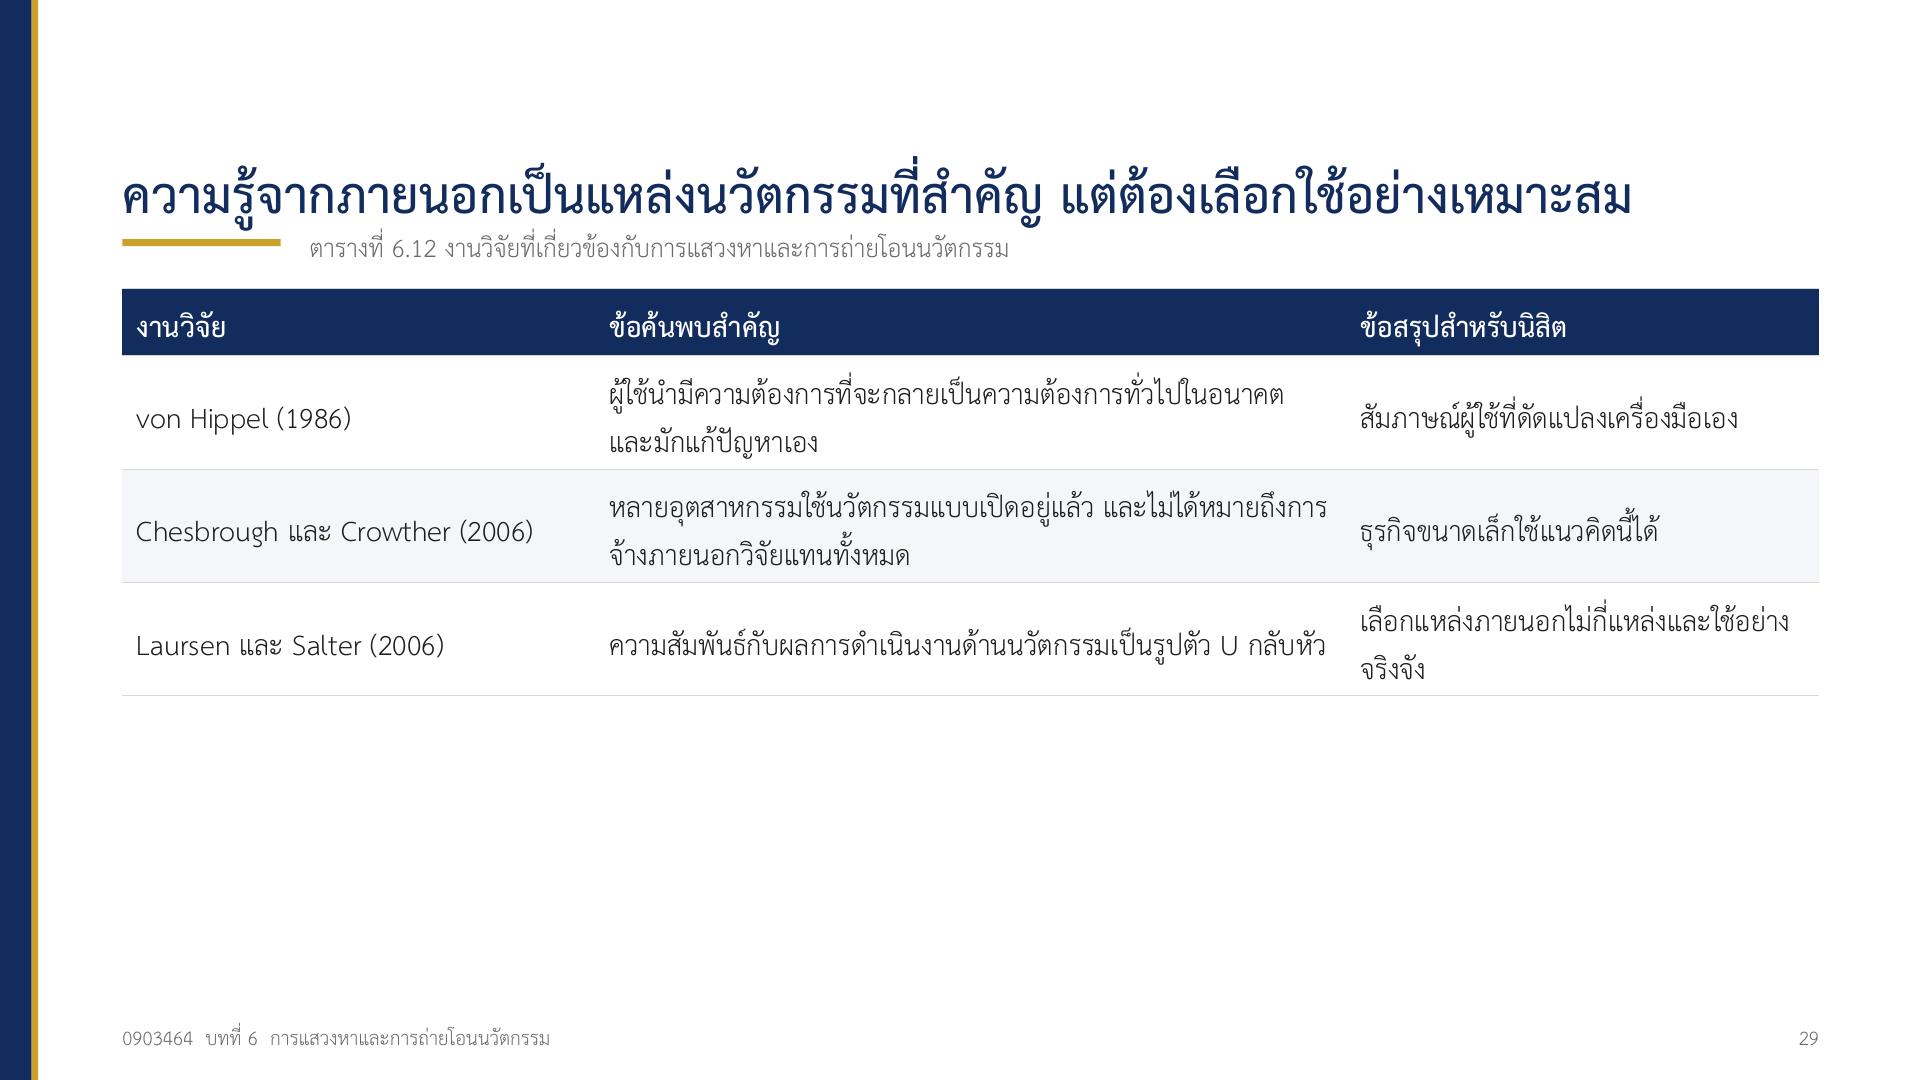 ความรู้จากภายนอกเป็นแหล่งนวัตกรรมที่สำคัญ แต่ต้องเลือกใช้อย่างเหมาะสม
ตารางที่ 6.12 งานวิจัยที่เกี่ยวข้องกับการแสวงหาและการถ่ายโอนนวัตกรรม
งานวิจัย
ข้อค้นพบสำคัญ
ข้อสรุปสำหรับนิสิต
von Hippel (1986)
ผู้ใช้นำมีความต้องการที่จะกลายเป็นความต้องการทั่วไปในอนาคต
และมักแก้ปัญหาเอง
สัมภาษณ์ผู้ใช้ที่ดัดแปลงเครื่องมือเอง
Chesbrough และ Crowther (2006)
หลายอุตสาหกรรมใช้นวัตกรรมแบบเปิดอยู่แล้ว และไม่ได้หมายถึงการ
จ้างภายนอกวิจัยแทนทั้งหมด
ธุรกิจขนาดเล็กใช้แนวคิดนี้ได้
Laursen และ Salter (2006)
ความสัมพันธ์กับผลการดำเนินงานด้านนวัตกรรมเป็นรูปตัว U กลับหัว
เลือกแหล่งภายนอกไม่กี่แหล่งและใช้อย่าง
จริงจัง
0903464 บทที่ 6 การแสวงหาและการถ่ายโอนนวัตกรรม
29